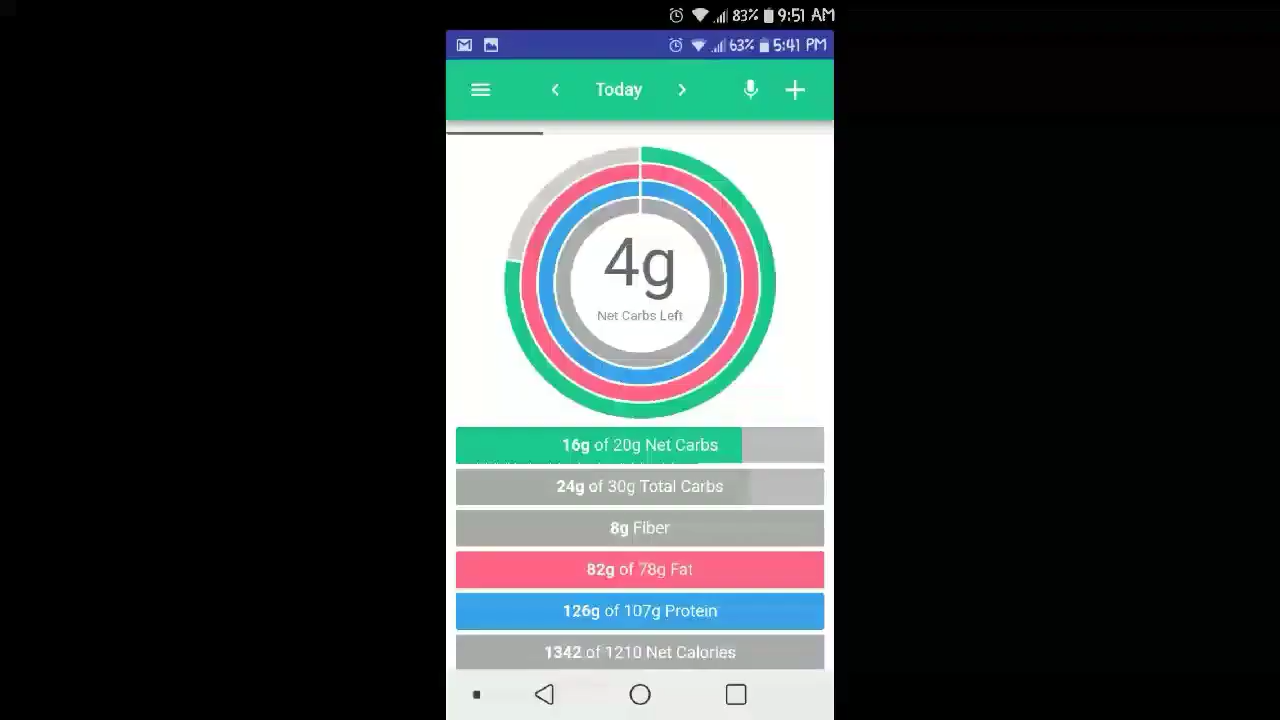 83% 9:51 AM
63% 5:41 PM
Today
4g
Net Carbs Left
16g of 20g Net Carbs
24g of 30g Total Carbs
8g Fiber
82g of 78g Fat
126g of 107g Protein
1342 of 1210 Net Calories